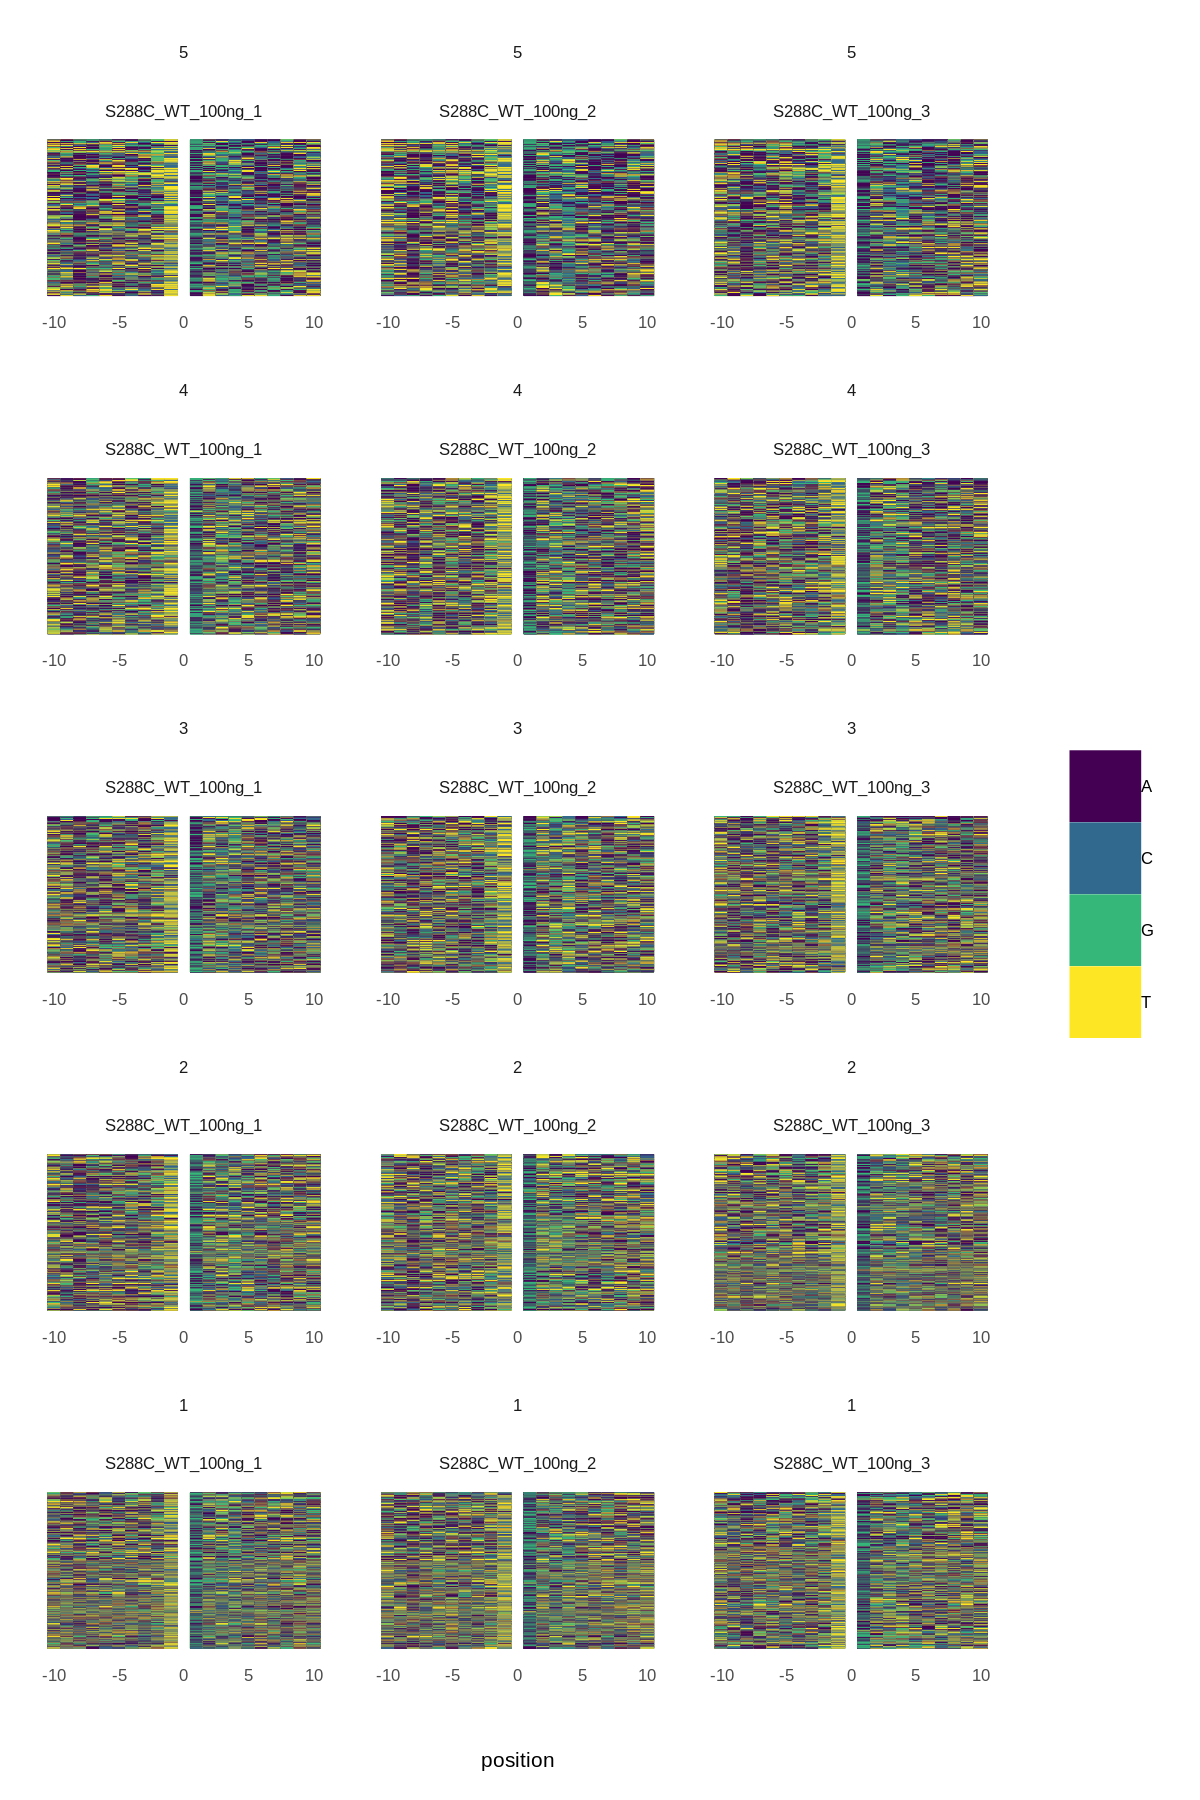 5 5 5
S288C_WT_100ng_1 S288C_WT_100ng_2 S288C_WT_100ng_3
-10 -5 0 5 10 -10 -5 0 5 10 -10 -5 0 5 10
4 4 4
S288C_WT_100ng_1 S288C_WT_100ng_2 S288C_WT_100ng_3
-10 -5 0 5 10 -10 -5 0 5 10 -10 -5 0 5 10
3 3 3
S288C_WT_100ng_1 S288C_WT_100ng_2 S288C_WT_100ng_3
-10 -5 0 5 10 -10 -5 0 5 10 -10 -5 0 5 10
2 2 2
S288C_WT_100ng_1 S288C_WT_100ng_2 S288C_WT_100ng_3
-10 -5 0 5 10 -10 -5 0 5 10 -10 -5 0 5 10
1 1 1
S288C_WT_100ng_1 S288C_WT_100ng_2 S288C_WT_100ng_3
-10 -5 0 5 10 -10 -5 0 5 10 -10 -5 0 5 10
position
A
C
G
T